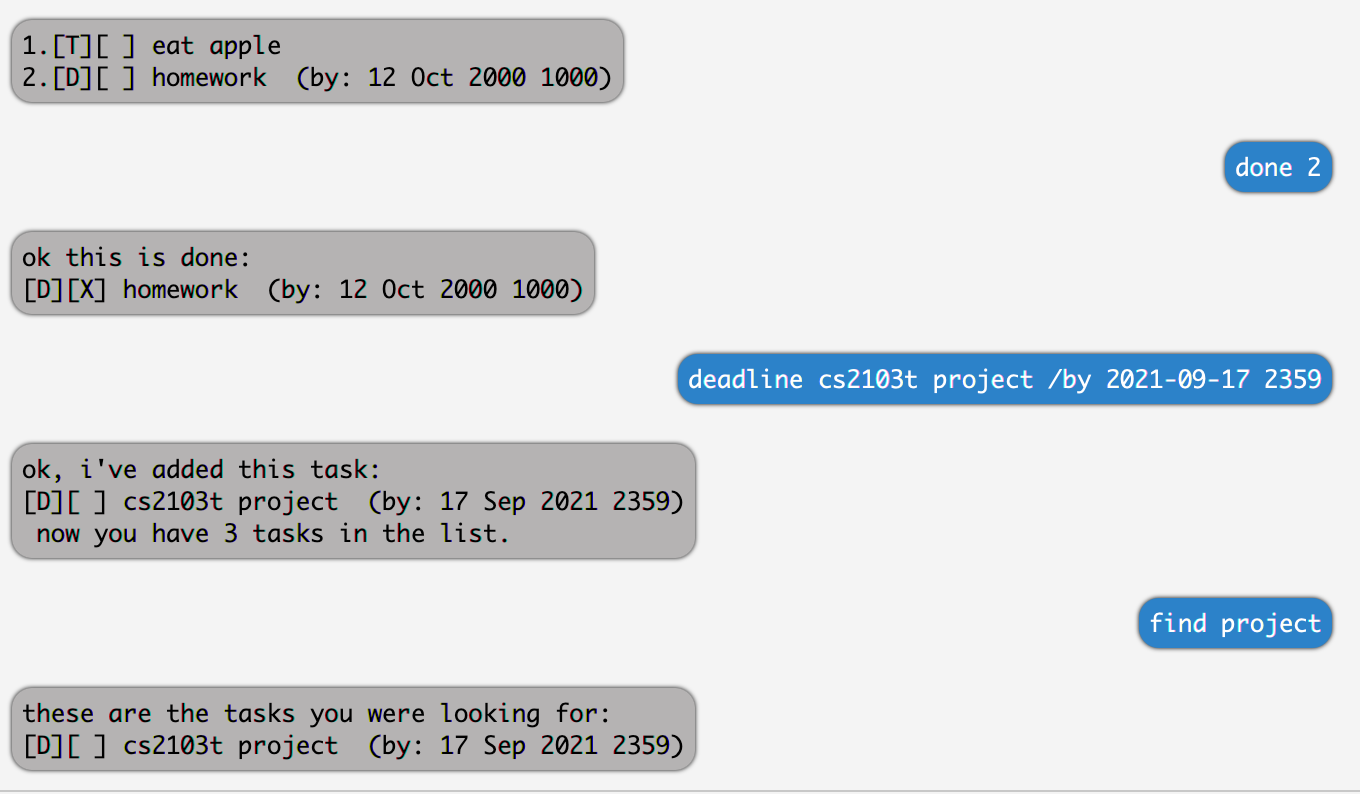 1.[T][ ] eat apple
2.[D][ ] homework  (by: 12 Oct 2000 1000)
done 2
ok this is done:
[D][X] homework  (by: 12 Oct 2000 1000)
deadline cs2103t project /by 2021-09-17 2359
ok, i've added this task:
[D][ ] cs2103t project  (by: 17 Sep 2021 2359)
 now you have 3 tasks in the list.
find project
these are the tasks you were looking for:
[D][ ] cs2103t project  (by: 17 Sep 2021 2359)